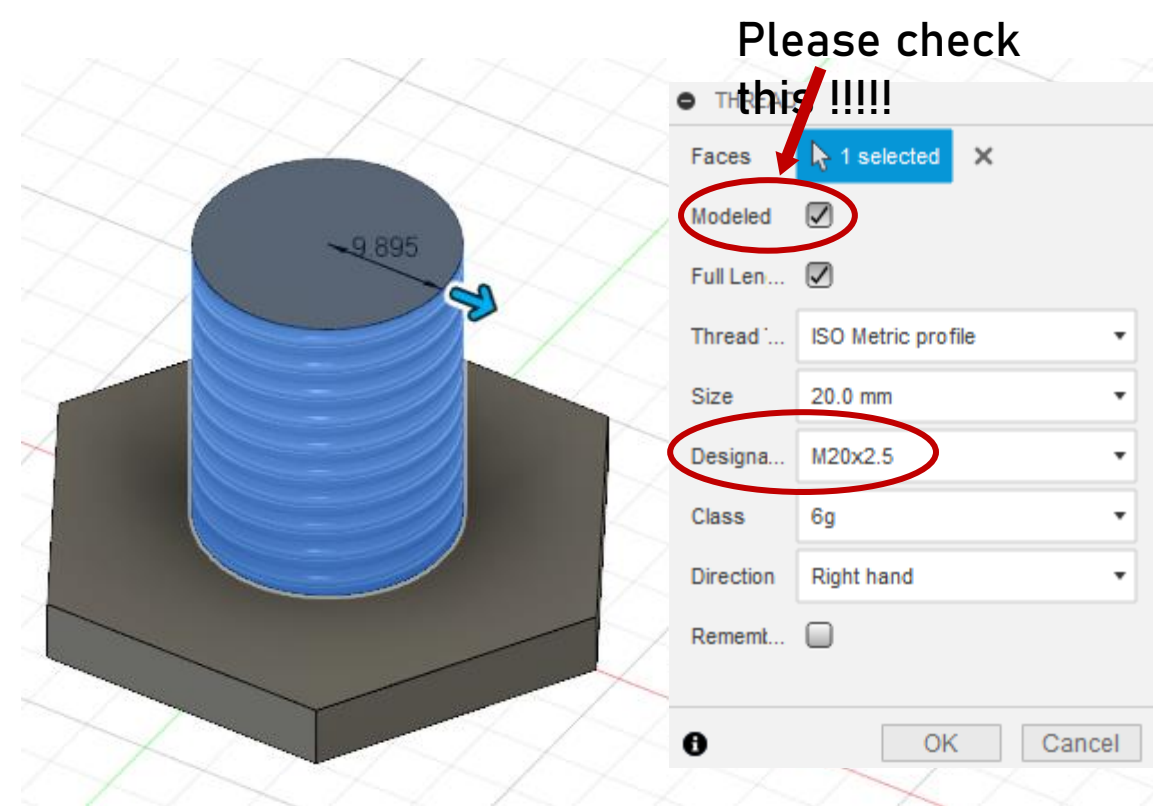 Please check
this !!!!!
THREAD
Faces 1 selected
Modeled
Full Len...
Thread T... ISO Metric profile
Size 20.0 mm
Designa... M20x2.5
Class 6g
Direction Right hand
Rememb...
OK Cancel
9.895